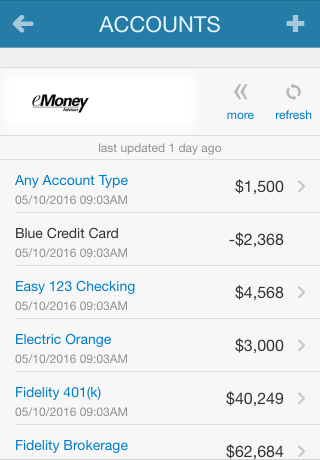 ACCOUNTS
eMoney
Advisor
more
refresh
last updated 1 day ago
Any Account Type
$1,500
05/10/2016 09:03AM
Blue Credit Card
-$2,368
05/10/2016 09:03AM
Easy 123 Checking
$4,568
05/10/2016 09:03AM
Electric Orange
$3,000
05/10/2016 09:03AM
Fidelity 401(k)
$40,249
05/10/2016 09:03AM
Fidelity Brokerage
$62,684